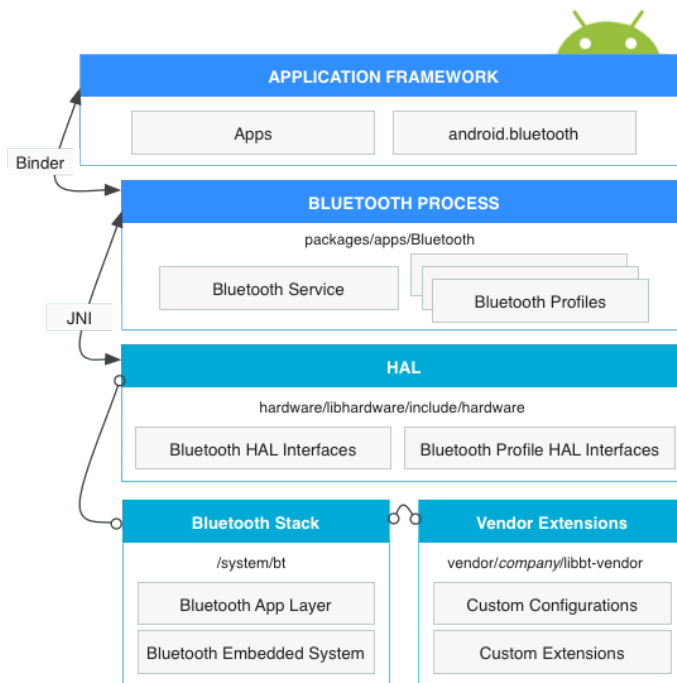 APPLICATION FRAMEWORK
Apps
android.bluetooth
Binder
BLUETOOTH PROCESS
packages/apps/Bluetooth
Bluetooth Service
Bluetooth Profiles
JNI
HAL
hardware/libhardware/include/hardware
Bluetooth HAL Interfaces
Bluetooth Profile HAL Interfaces
Bluetooth Stack
/system/bt
Bluetooth App Layer
Bluetooth Embedded System
Vendor Extensions
vendor/company/libbt-vendor
Custom Configurations
Custom Extensions